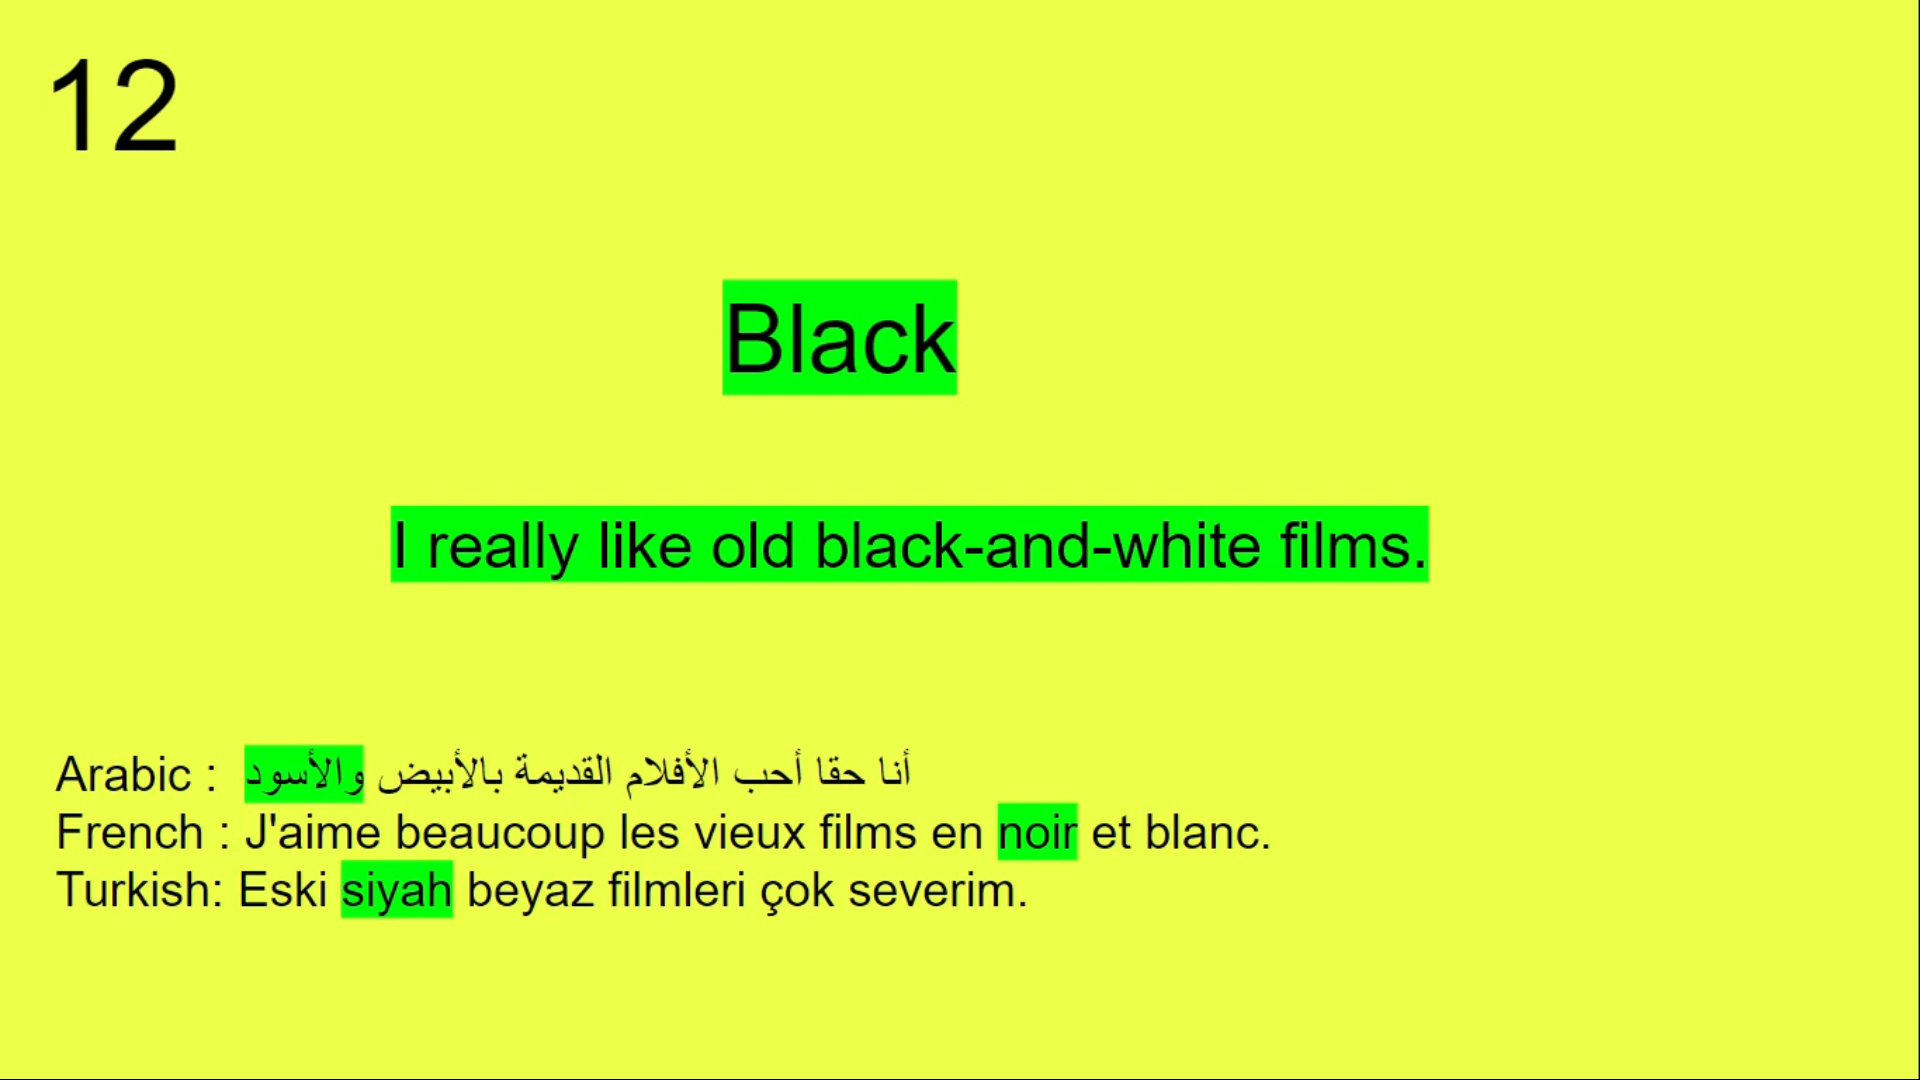 12
Black
I really like old black-and-white films.
Arabic : أنا حقا أحب الأفلام القديمة بالأبيض والأسود
French : J'aime beaucoup les vieux films en noir et blanc.
Turkish: Eski siyah beyaz filmleri çok severim.